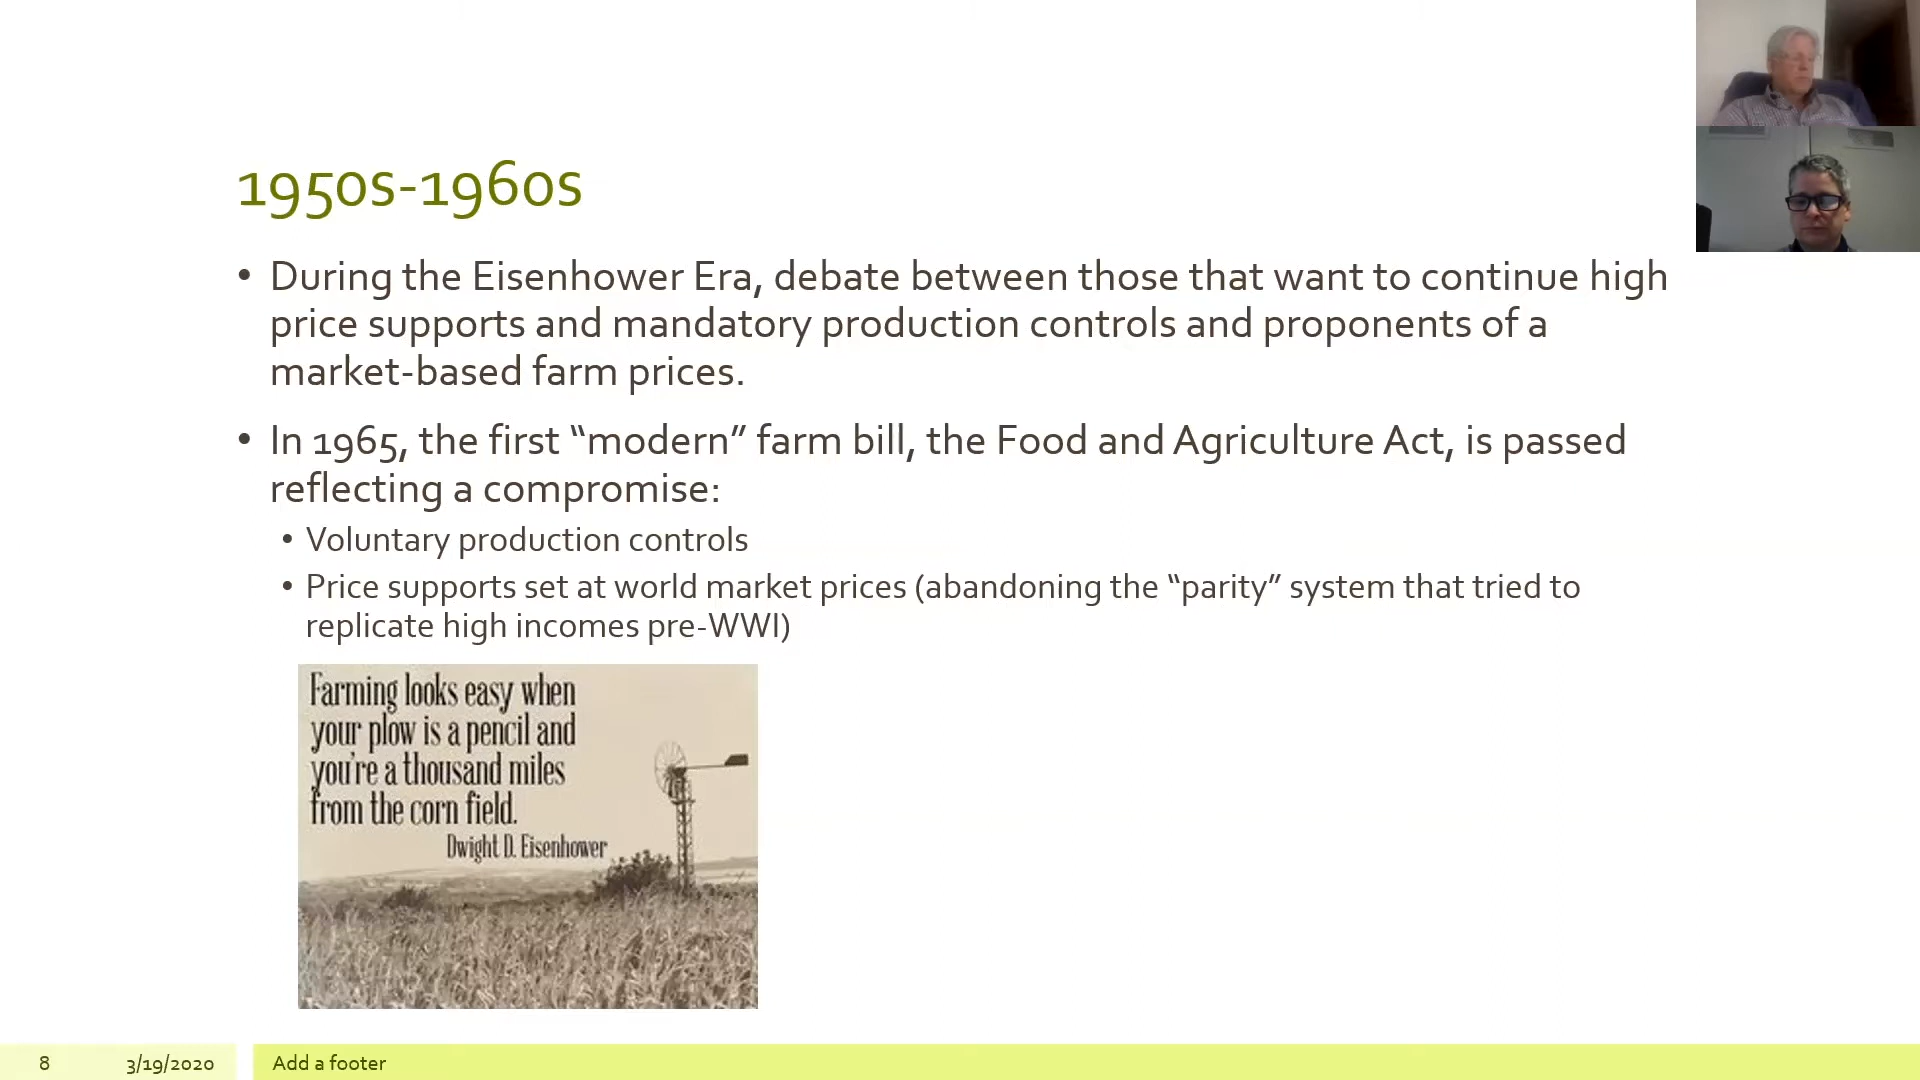 1950s-1960s
• During the Eisenhower Era, debate between those that want to continue high
price supports and mandatory production controls and proponents of a
market-based farm prices.
• In 1965, the first “modern” farm bill, the Food and Agriculture Act, is passed
reflecting a compromise:
• Voluntary production controls
• Price supports set at world market prices (abandoning the “parity” system that tried to
replicate high incomes pre-WWI)
Farming looks easy when
your plow is a pencil and
you're a thousand miles
from the corn field.
Dwight D. Eisenhower
8 3/19/2020 Add a footer